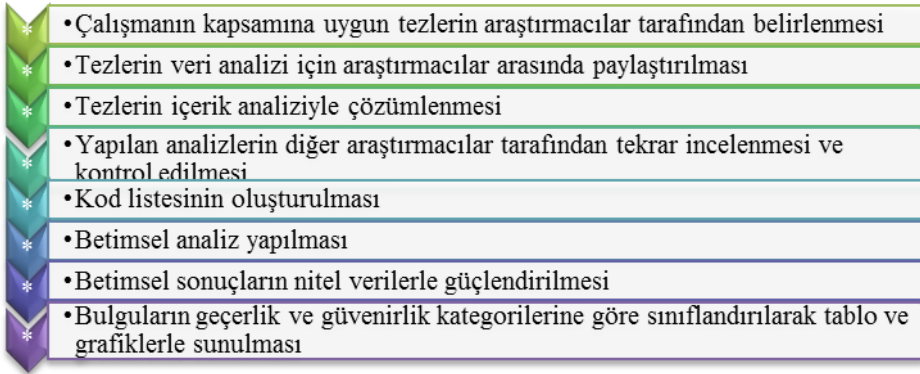 * •Çalışmanın kapsamına uygun tezlerin araştırmacılar tarafından belirlenmesi
* •Tezlerin veri analizi için araştırmacılar arasında paylaştırılması
* •Tezlerin içerik analiziyle çözümlenmesi
* •Yapılan analizlerin diğer araştırmacılar tarafından tekrar incelenmesi ve
kontrol edilmesi
* •Kod listesinin oluşturulması
* •Betimsel analiz yapılması
* •Betimsel sonuçların nitel verilerle güçlendirilmesi
* •Bulguların geçerlik ve güvenirlik kategorilerine göre sınıflandırılarak tablo ve
grafiklerle sunulması